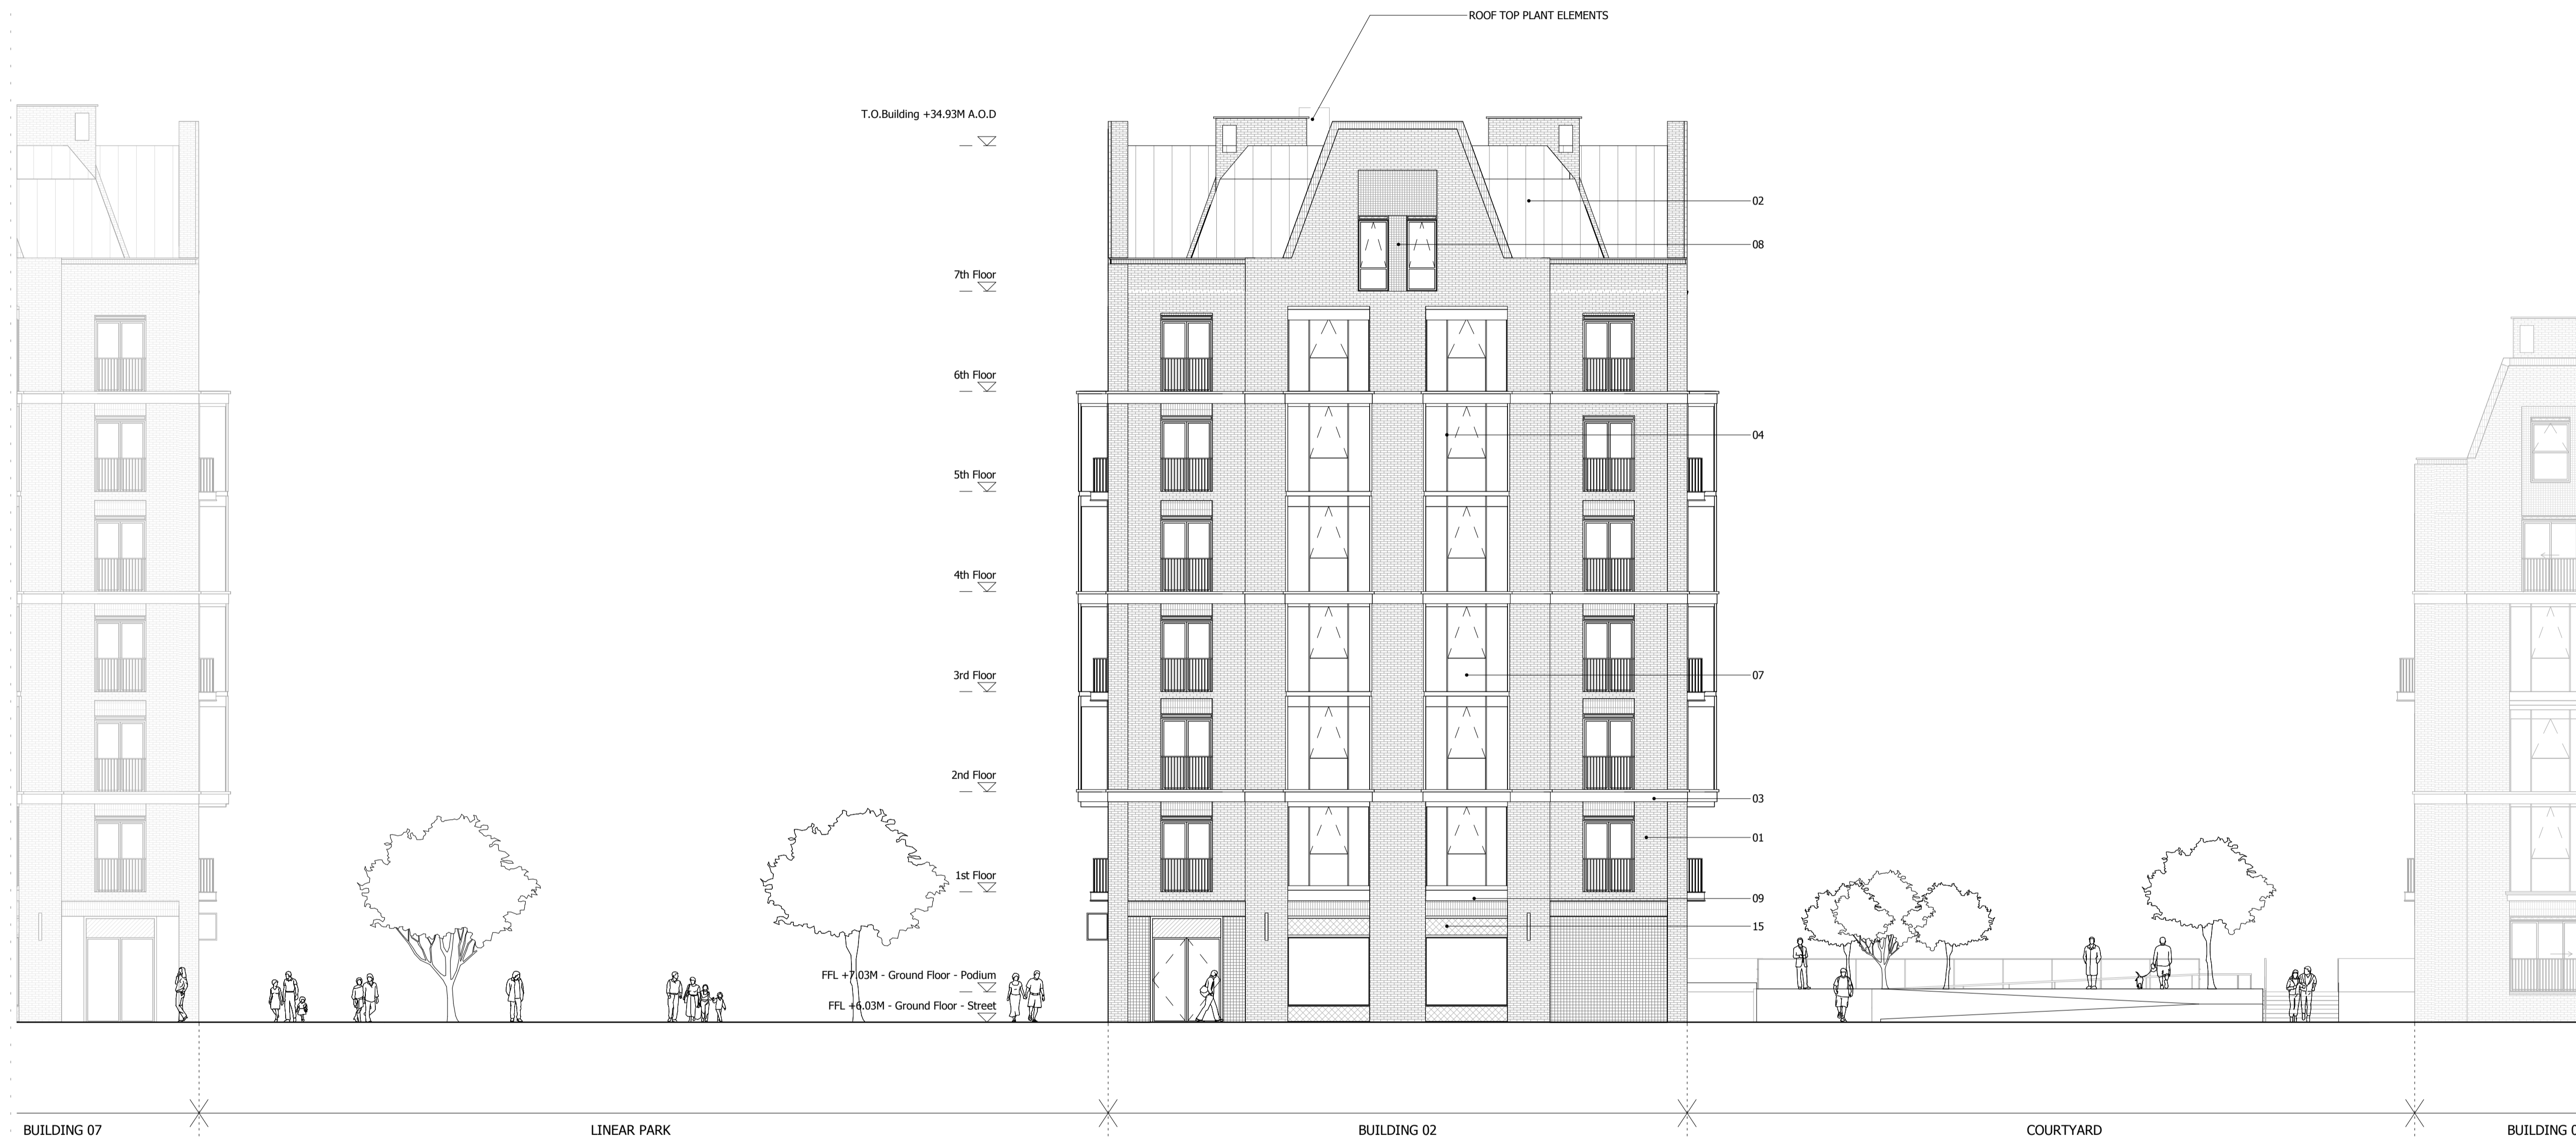 ROOF TOP PLANT ELEMENTS
T.O.Building +34.93M A.O.D
02
08
7th Floor
6th Floor
04
5th Floor
4th Floor
3rd Floor
07
2nd Floor
03
01
1st Floor
09
15
FFL +7.03M - Ground Floor - Podium
FFL +6.03M - Ground Floor - Street
BUILDING 07
LINEAR PARK
BUILDING 02
COURTYARD
BUILDING